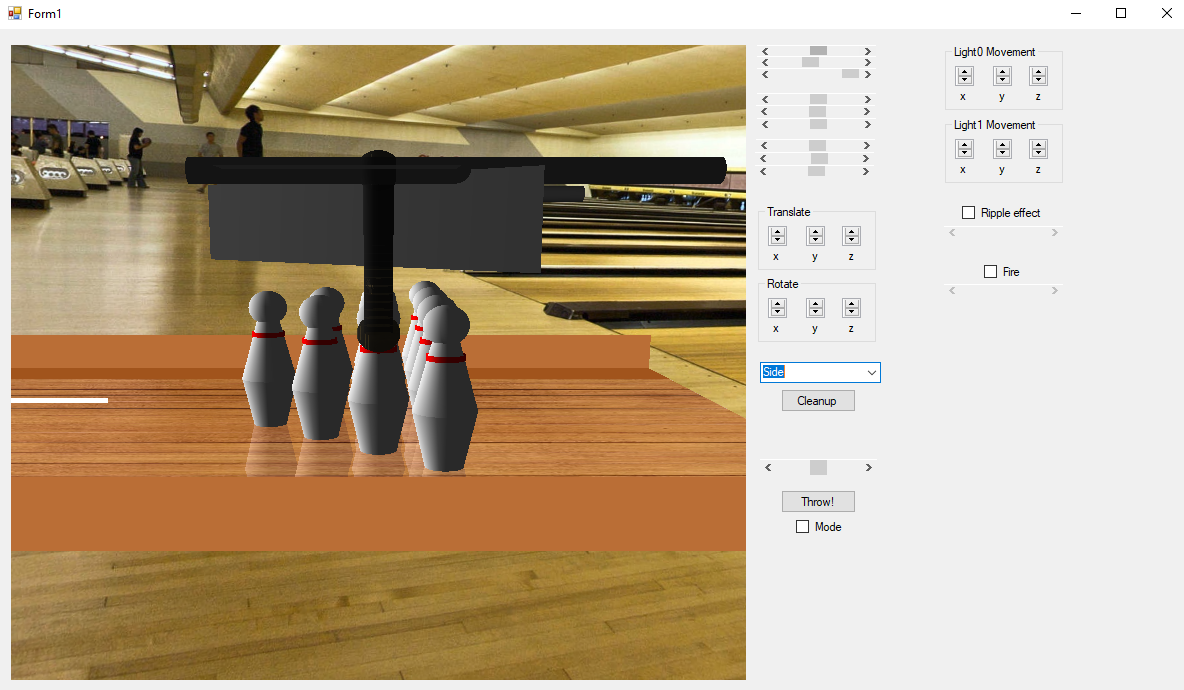 Form1
Light0 Movement
x y z
Light1 Movement
x y z
Translate
x y z
Ripple effect
Fire
Rotate
x y z
Side
Cleanup
Throw!
Mode